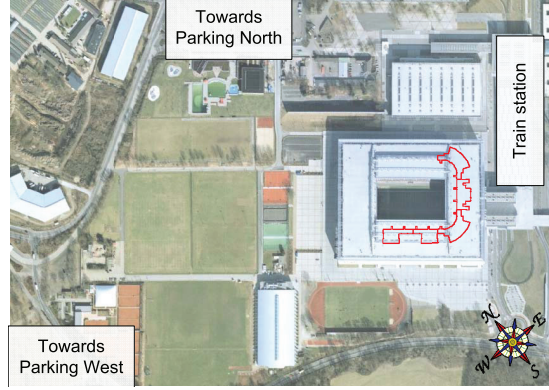 Towards
Parking North
Train station
Towards
Parking West
N
E
W
S